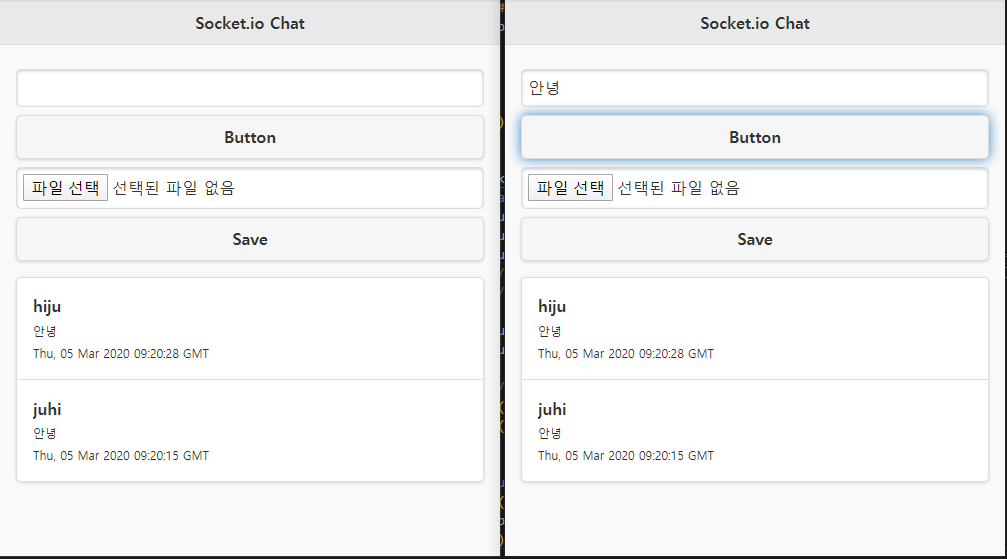 Socket.io Chat
Button
파일 선택 선택된 파일 없음
Save
hiju
안녕
Thu, 05 Mar 2020 09:20:28 GMT
juhi
안녕
Thu, 05 Mar 2020 09:20:15 GMT
Socket.io Chat
안녕
Button
파일 선택 선택된 파일 없음
Save
hiju
안녕
Thu, 05 Mar 2020 09:20:28 GMT
juhi
안녕
Thu, 05 Mar 2020 09:20:15 GMT